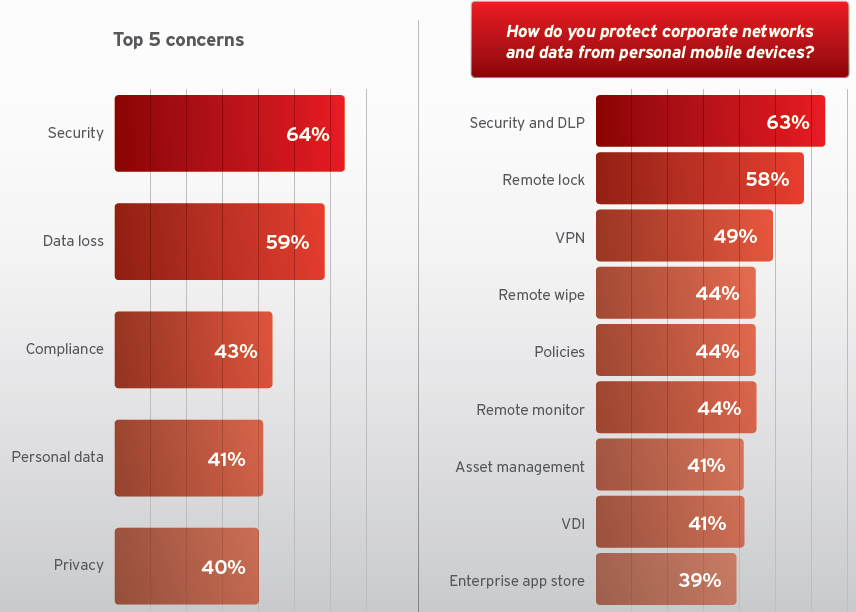 Top 5 concerns
Security 64%
Data loss 59%
Compliance 43%
Personal data 41%
Privacy 40%
How do you protect corporate networks
and data from personal mobile devices?
Security and DLP 63%
Remote lock 58%
VPN 49%
Remote wipe 44%
Policies 44%
Remote monitor 44%
Asset management 41%
VDI 41%
Enterprise app store 39%